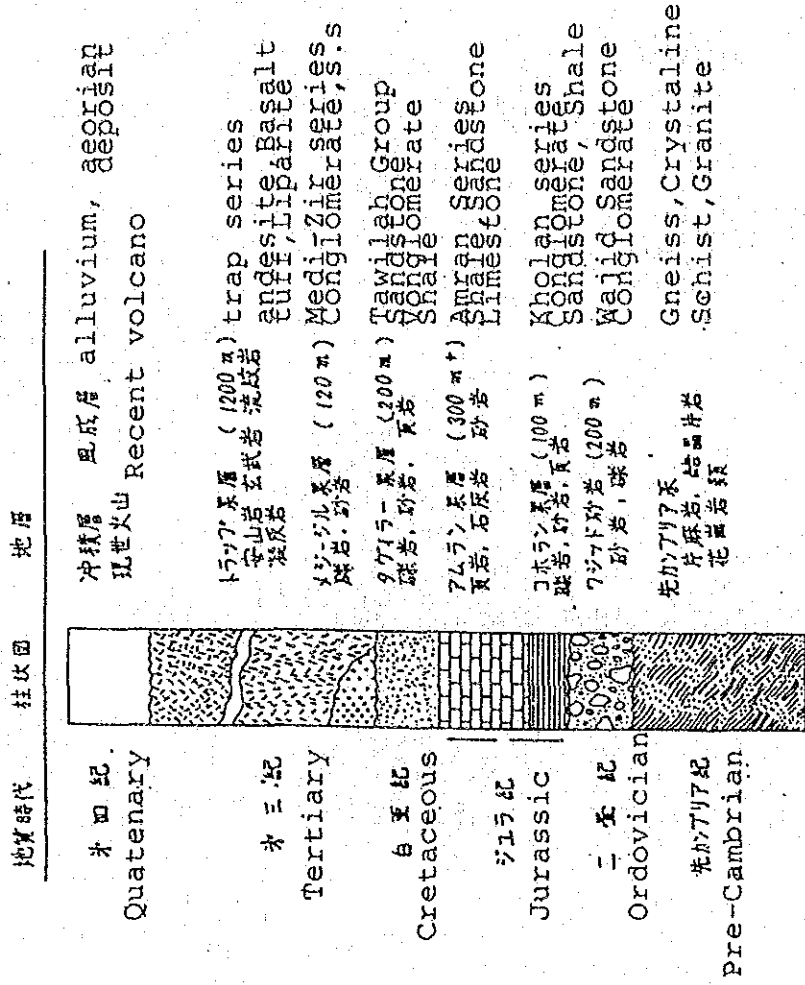 地質時代 柱状図 地層
第四紀
Quatenary
沖積層 風成層 alluvium, aeorian deposit
現世火山 Recent volcano
第三紀
Tertiary
トラップ系層 (1200m) trap series
安山岩 玄武岩 流紋岩 andesite,Basalt
凝灰岩 tuff,Liparite
メジージル系層 (120m) Medi-Zir series
礫岩,砂岩 Conglomerate,s.s
白亜紀
Cretaceous
タウィラー系層 (200m) Tawilah Group
礫岩,砂岩,頁岩 Sandstone
Conglomerate
Shale
ジュラ紀
Jurassic
アムラン系層 (300m+) Amran Series
頁岩,石灰岩 砂岩 Shale,Sandstone
Limestone
コホラン系層 (100m) Kholan series
礫岩,砂岩,頁岩 Conglomerate
Sandstone, Shale
二畳紀
Ordovician
ワジッド砂岩 (200m) Wajid Sandstone
砂岩,礫岩 Conglomerate
先カンブリア紀
Pre-Cambrian
先カンブリア系
片麻岩,結晶片岩 Gneiss,Crystaline
花崗岩類 Schist,Granite